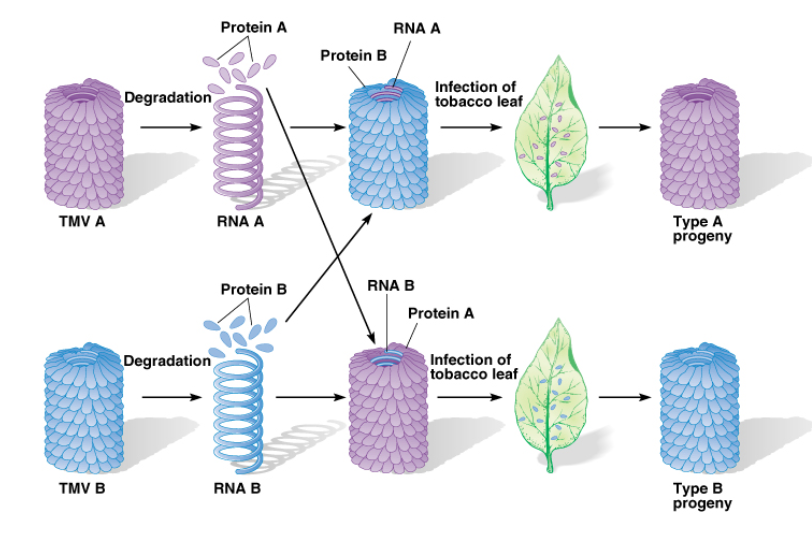 Protein A
RNA A
Protein B
Degradation
Infection of
tobacco leaf
TMV A
RNA A
Type A
progeny
Protein B
RNA B
Protein A
Degradation
Infection of
tobacco leaf
TMV B
RNA B
Type B
progeny